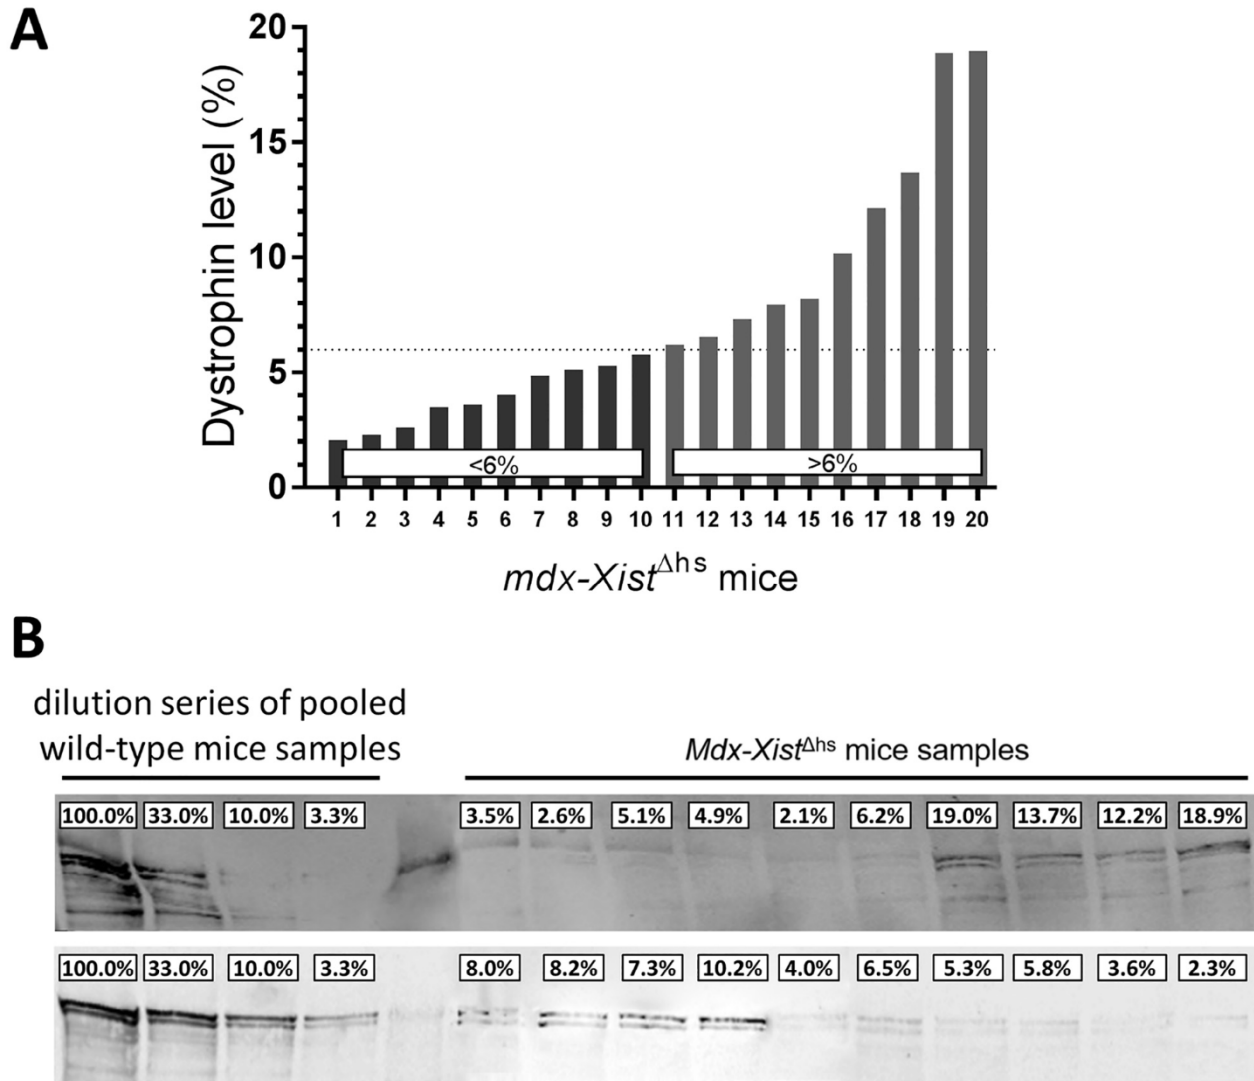 A
20
15
10
5
0
Dystrophin level (%)
<6%
>6%
1 2 3 4 5 6 7 8 9 10 11 12 13 14 15 16 17 18 19 20
mdx-Xist^Δhs mice
B
dilution series of pooled
wild-type mice samples
Mdx-Xist^Δhs mice samples
100.0% 33.0% 10.0% 3.3% 3.5% 2.6% 5.1% 4.9% 2.1% 6.2% 19.0% 13.7% 12.2% 18.9%
100.0% 33.0% 10.0% 3.3% 8.0% 8.2% 7.3% 10.2% 4.0% 6.5% 5.3% 5.8% 3.6% 2.3%